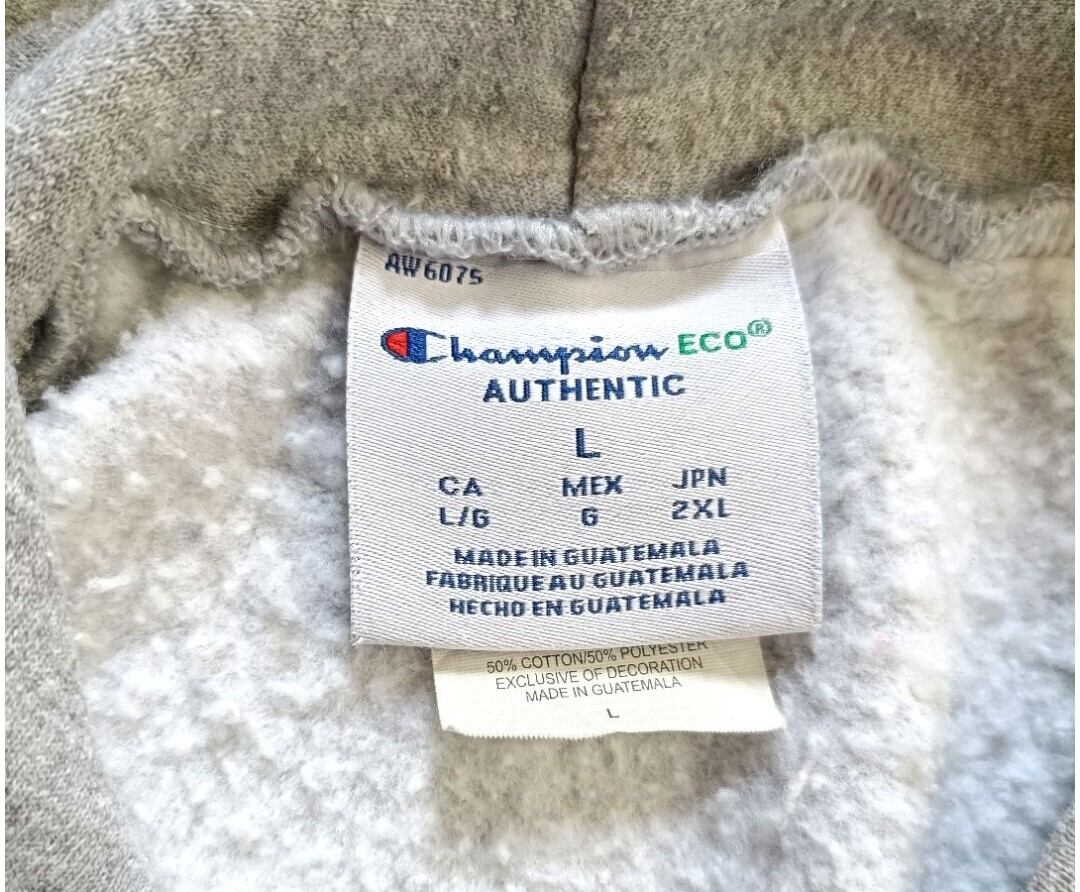 AW6075
Champion ECO®
AUTHENTIC
L
CA MEX JPN
L/G G 2XL
MADE IN GUATEMALA
FABRIQUE AU GUATEMALA
HECHO EN GUATEMALA
50% COTTON/50% POLYESTER
EXCLUSIVE OF DECORATION
MADE IN GUATEMALA
L